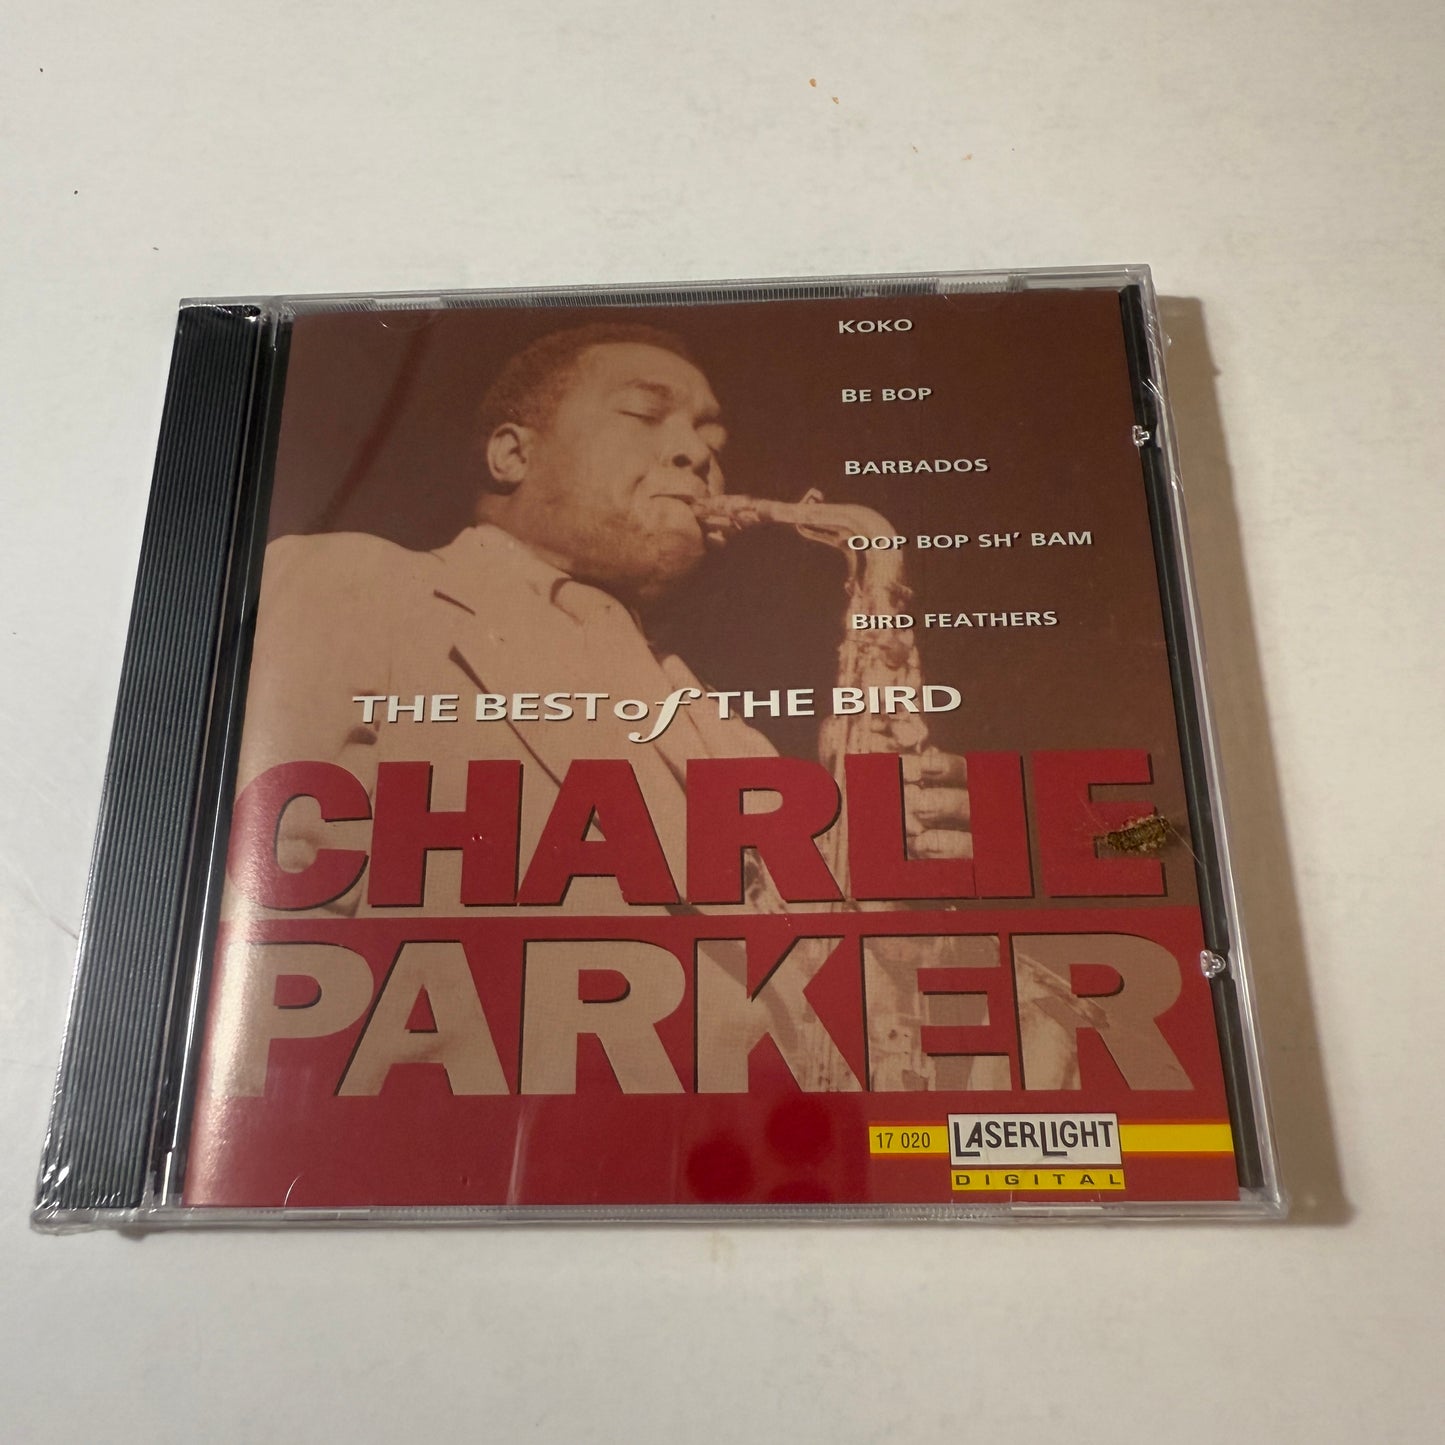 KOKO
BE BOP
BARBADOS
OOP BOP SH' BAM
BIRD FEATHERS
THE BEST of THE BIRD
CHARLIE
PARKER
17 020 LASERLIGHT
DIGITAL